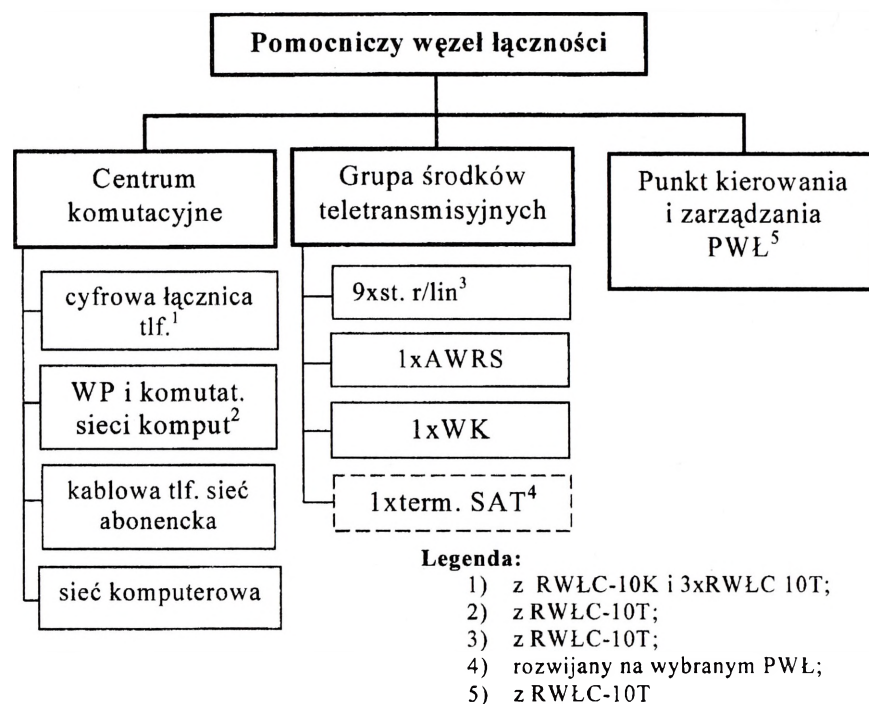 Pomocniczy węzeł łączności
Centrum
komutacyjne
Grupa środków
teletransmisyjnych
Punkt kierowania
i zarządzania
PWŁ⁵
cyfrowa łącznica
tlf.¹
WP i komutat.
sieci komput²
kablowa tlf. sieć
abonencka
sieć komputerowa
9xst. r/lin³
1xAWRS
1xWK
1xterm. SAT⁴
Legenda:
1) z RWŁC-10K i 3xRWŁC 10T;
2) z RWŁC-10T;
3) z RWŁC-10T;
4) rozwijany na wybranym PWŁ;
5) z RWŁC-10T